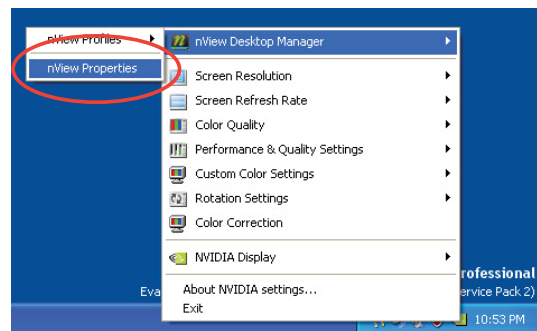 nView Profiles
nView Properties
nView Desktop Manager
Screen Resolution
Screen Refresh Rate
Color Quality
Performance & Quality Settings
Custom Color Settings
Rotation Settings
Color Correction
NVIDIA Display
About NVIDIA settings...
Exit
rofessional
Eva
ervice Pack 2)
10:53 PM